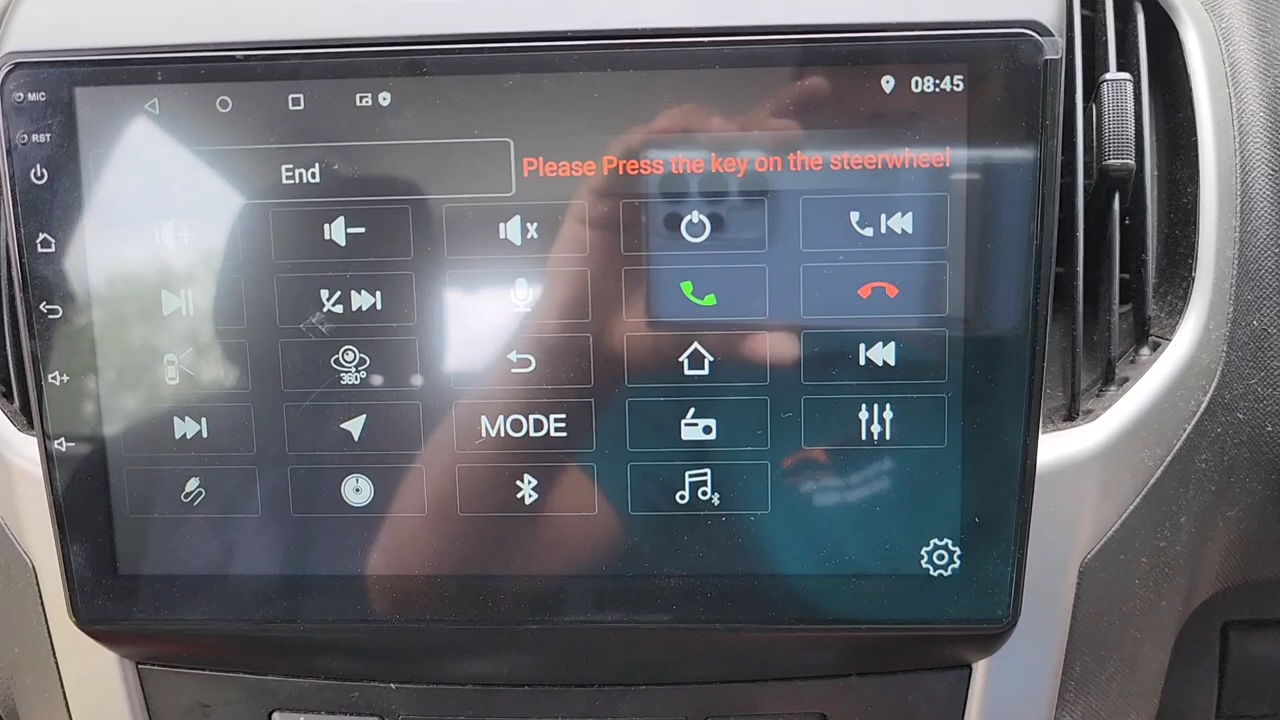 MIC
08:45
RST
End
Please Press the key on the steerwheel
360°
MODE